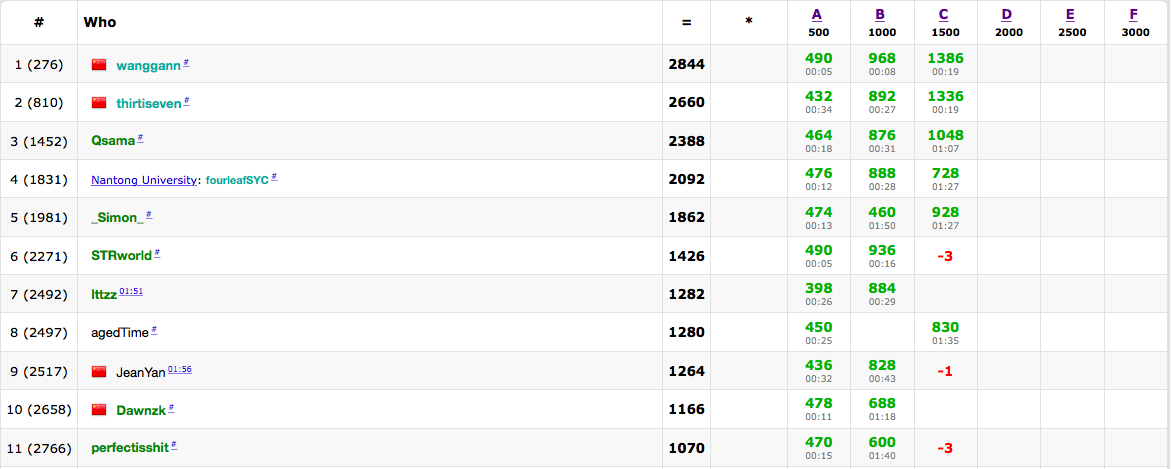 # Who = * A B C D E F
500 1000 1500 2000 2500 3000
1 (276) wanggann # 2844 490 968 1386
00:05 00:08 00:19
2 (810) thirtiseven # 2660 432 892 1336
00:34 00:27 00:19
3 (1452) Qsama # 2388 464 876 1048
00:18 00:31 01:07
4 (1831) Nantong University: fourleafSYC # 2092 476 888 728
00:12 00:28 01:27
5 (1981) _Simon_ # 1862 474 460 928
00:13 01:50 01:27
6 (2271) STRworld # 1426 490 936 -3
00:05 00:16
7 (2492) lttzz 01:51 1282 398 884
00:26 00:29
8 (2497) agedTime # 1280 450 830
00:25 01:35
9 (2517) JeanYan 01:56 1264 436 828 -1
00:32 00:43
10 (2658) Dawnzk # 1166 478 688
00:11 01:18
11 (2766) perfectisshit # 1070 470 600 -3
00:15 01:40